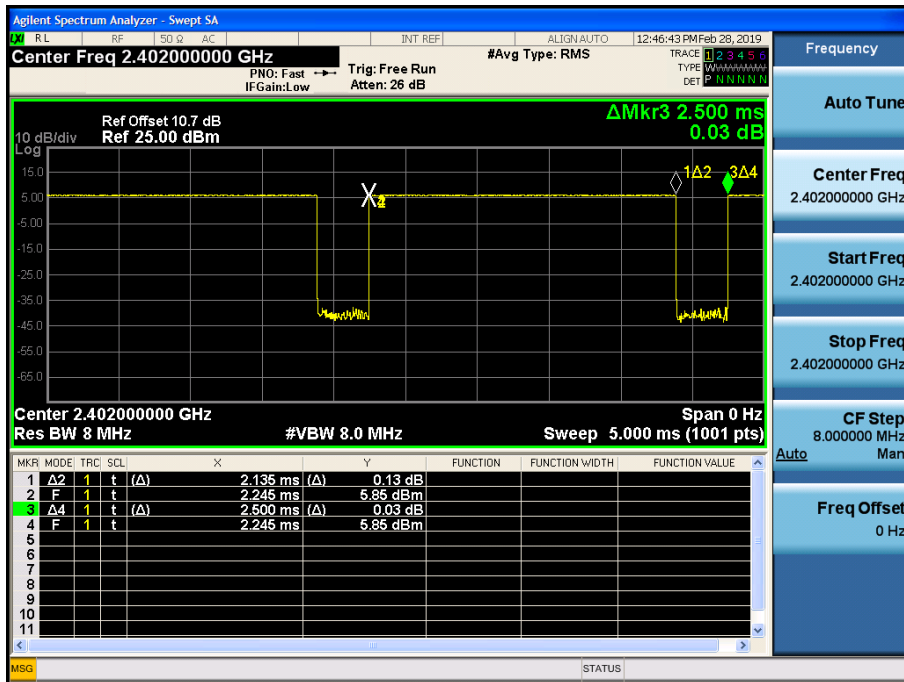 Agilent Spectrum Analyzer - Swept SA
LXI RL RF 50 Ω AC INT REF ALIGN AUTO 12:46:43 PM Feb 28, 2019
Center Freq 2.402000000 GHz
PNO: Fast
IFGain:Low
Trig: Free Run
Atten: 26 dB
#Avg Type: RMS
TRACE 1 2 3 4 5 6
TYPE WWWWWW
DET P N N N N N
ΔMkr3 2.500 ms
0.03 dB
Ref Offset 10.7 dB
10 dB/div Ref 25.00 dBm
Log
15.0
5.00
-5.00
-15.0
-25.0
-35.0
-45.0
-55.0
-65.0
X
1Δ2 3Δ4
Center 2.402000000 GHz Span 0 Hz
Res BW 8 MHz #VBW 8.0 MHz Sweep 5.000 ms (1001 pts)
MKR MODE TRC SCL X Y FUNCTION FUNCTION WIDTH FUNCTION VALUE
1 Δ2 1 t (Δ) 2.135 ms (Δ) 0.13 dB
2 F 1 t 2.245 ms 5.85 dBm
3 Δ4 1 t (Δ) 2.500 ms (Δ) 0.03 dB
4 F 1 t 2.245 ms 5.85 dBm
5
6
7
8
9
10
11
MSG STATUS
Frequency
Auto Tune
Center Freq
2.402000000 GHz
Start Freq
2.402000000 GHz
Stop Freq
2.402000000 GHz
CF Step
8.000000 MHz
Auto Man
Freq Offset
0 Hz